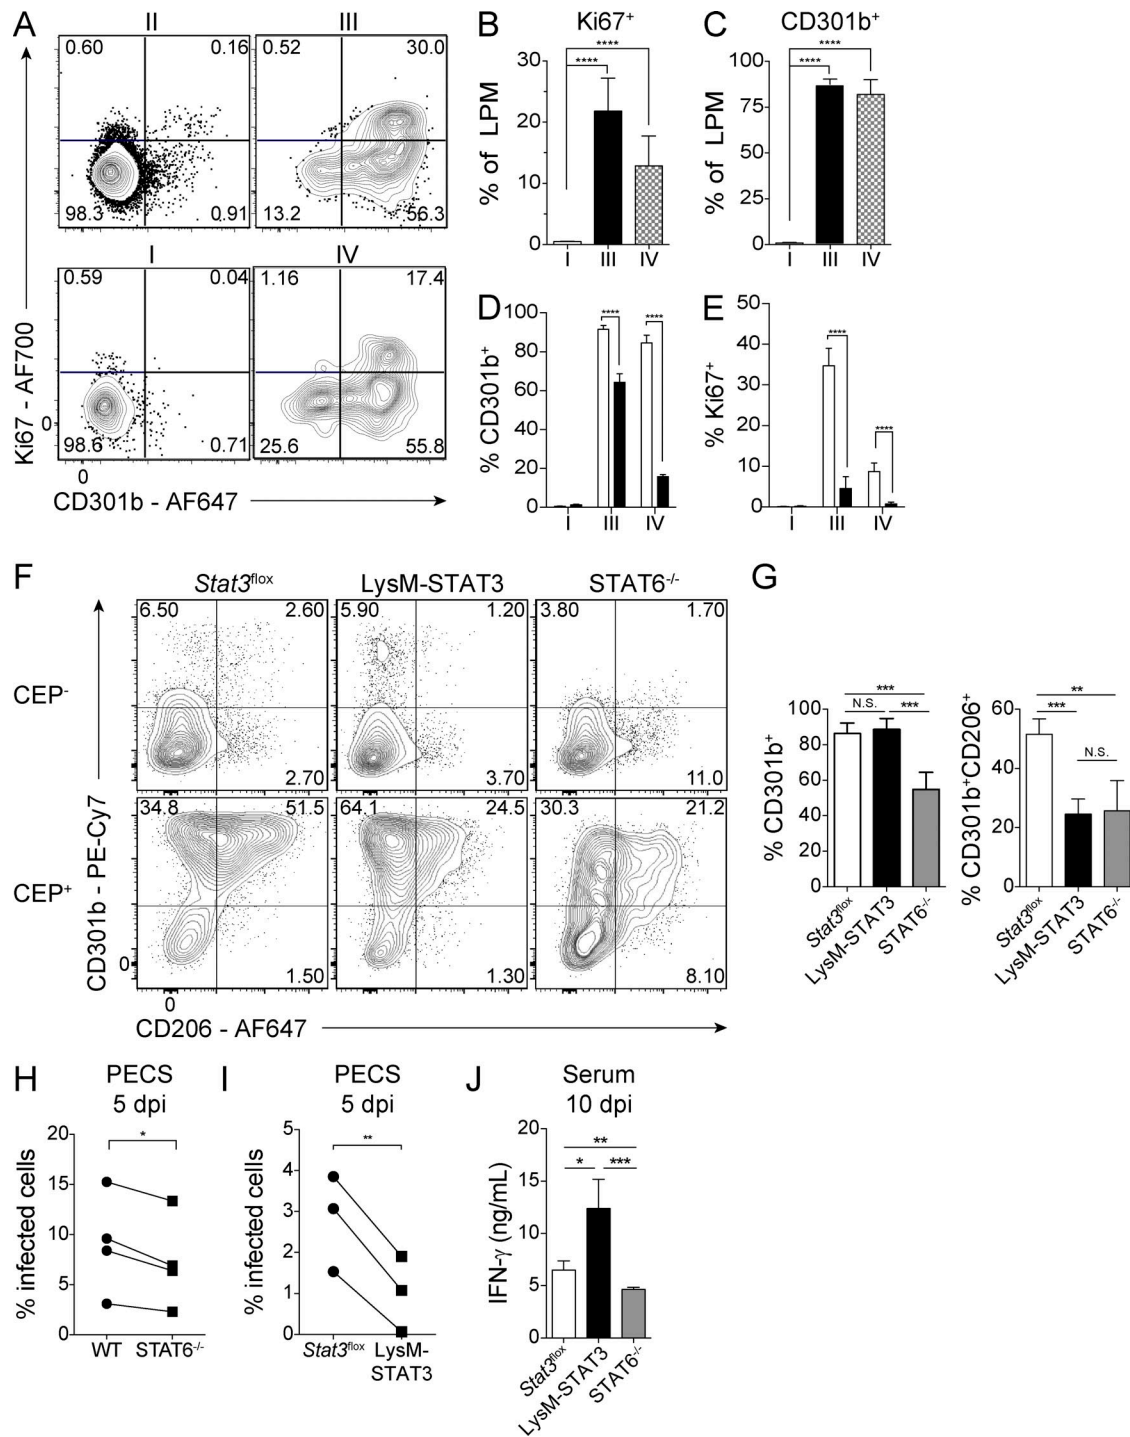 A
II
III
0.60
0.16
0.52
30.0
98.3
0.91
13.2
56.3
I
IV
0.59
0.04
1.16
17.4
98.6
0.71
25.6
55.8
0
0
Ki67 - AF700
CD301b - AF647
B
Ki67+
****
****
% of LPM
30
20
10
0
I III IV
C
CD301b+
****
****
% of LPM
100
75
50
25
0
I III IV
D
****
****
% CD301b+
100
80
60
40
20
0
I III IV
E
****
****
% Ki67+
50
40
30
20
10
0
I III IV
F
Stat3flox
LysM-STAT3
STAT6-/-
CEP-
6.50
2.60
2.70
5.90
1.20
3.70
3.80
1.70
11.0
CEP+
34.8
51.5
1.50
64.1
24.5
1.30
30.3
21.2
8.10
0
0
CD301b - PE-Cy7
CD206 - AF647
G
***
N.S.
***
% CD301b+
100
80
60
40
20
0
Stat3flox
LysM-STAT3
STAT6-/-
**
***
N.S.
% CD301b+CD206+
60
40
20
0
Stat3flox
LysM-STAT3
STAT6-/-
H
PECS
5 dpi
*
% infected cells
20
15
10
5
0
WT STAT6-/-
I
PECS
5 dpi
**
% infected cells
5
4
3
2
1
0
Stat3flox LysM-
STAT3
J
Serum
10 dpi
**
*
***
IFN-γ (ng/mL)
20
15
10
5
0
Stat3flox
LysM-STAT3
STAT6-/-